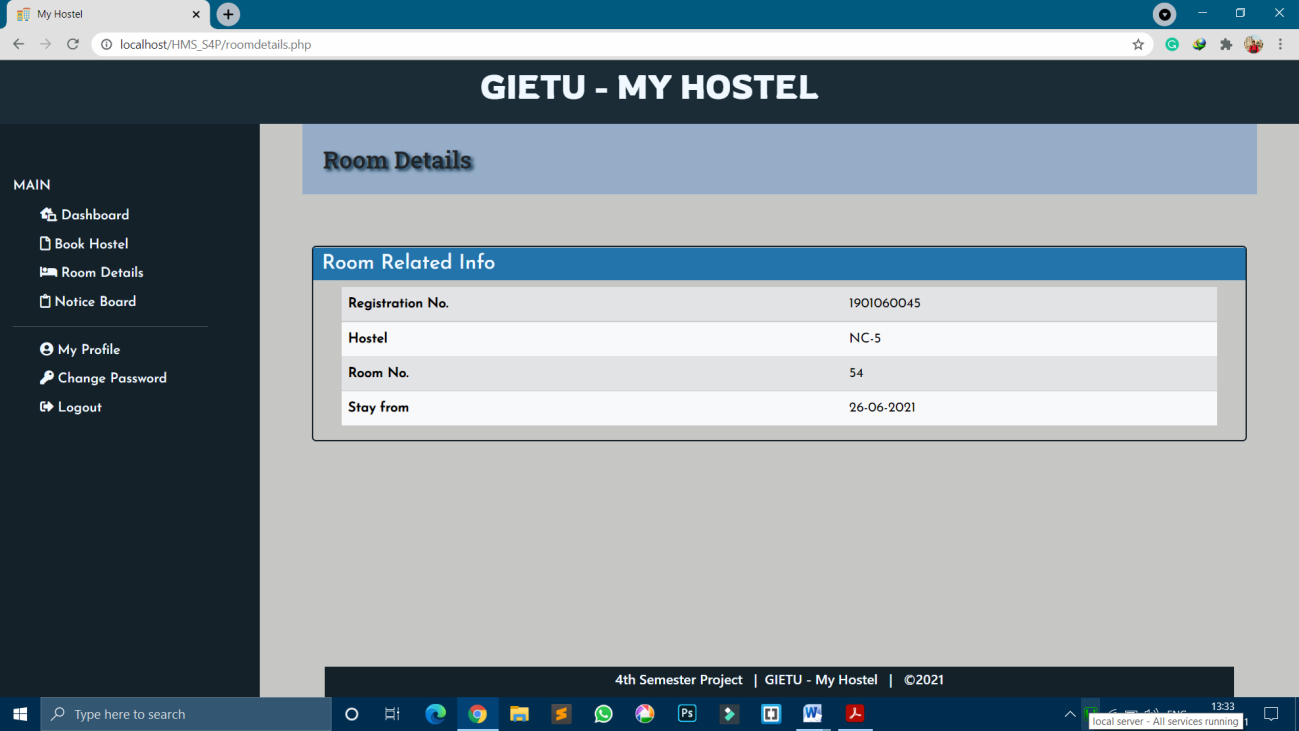 My Hostel
localhost/HMS_S4P/roomdetails.php
GIETU - MY HOSTEL
Room Details
MAIN
Dashboard
Book Hostel
Room Details
Notice Board
My Profile
Change Password
Logout
Room Related Info
Registration No. 1901060045
Hostel NC-5
Room No. 54
Stay from 26-06-2021
4th Semester Project | GIETU - My Hostel | ©2021
Type here to search
Ps
13:33
local server - All services running